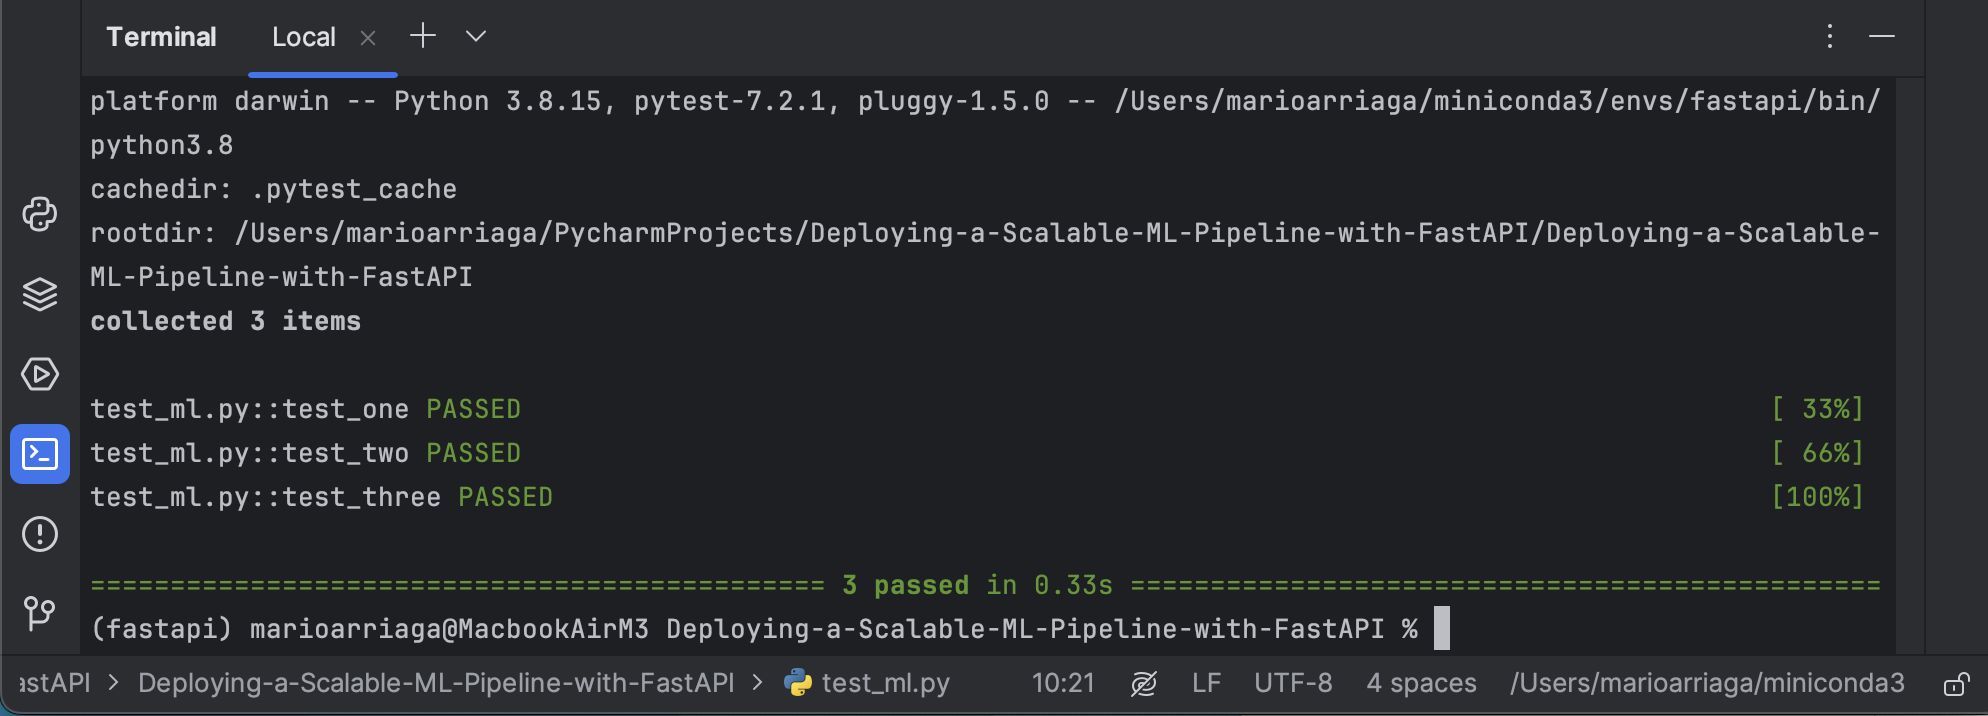 Terminal Local
platform darwin -- Python 3.8.15, pytest-7.2.1, pluggy-1.5.0 -- /Users/marioarriaga/miniconda3/envs/fastapi/bin/
python3.8
cachedir: .pytest_cache
rootdir: /Users/marioarriaga/PycharmProjects/Deploying-a-Scalable-ML-Pipeline-with-FastAPI/Deploying-a-Scalable-
ML-Pipeline-with-FastAPI
collected 3 items
test_ml.py::test_one PASSED [ 33%]
test_ml.py::test_two PASSED [ 66%]
test_ml.py::test_three PASSED [100%]
============================================== 3 passed in 0.33s ===============================================
(fastapi) marioarriaga@MacbookAirM3 Deploying-a-Scalable-ML-Pipeline-with-FastAPI %
astAPI > Deploying-a-Scalable-ML-Pipeline-with-FastAPI > test_ml.py 10:21 LF UTF-8 4 spaces /Users/marioarriaga/miniconda3